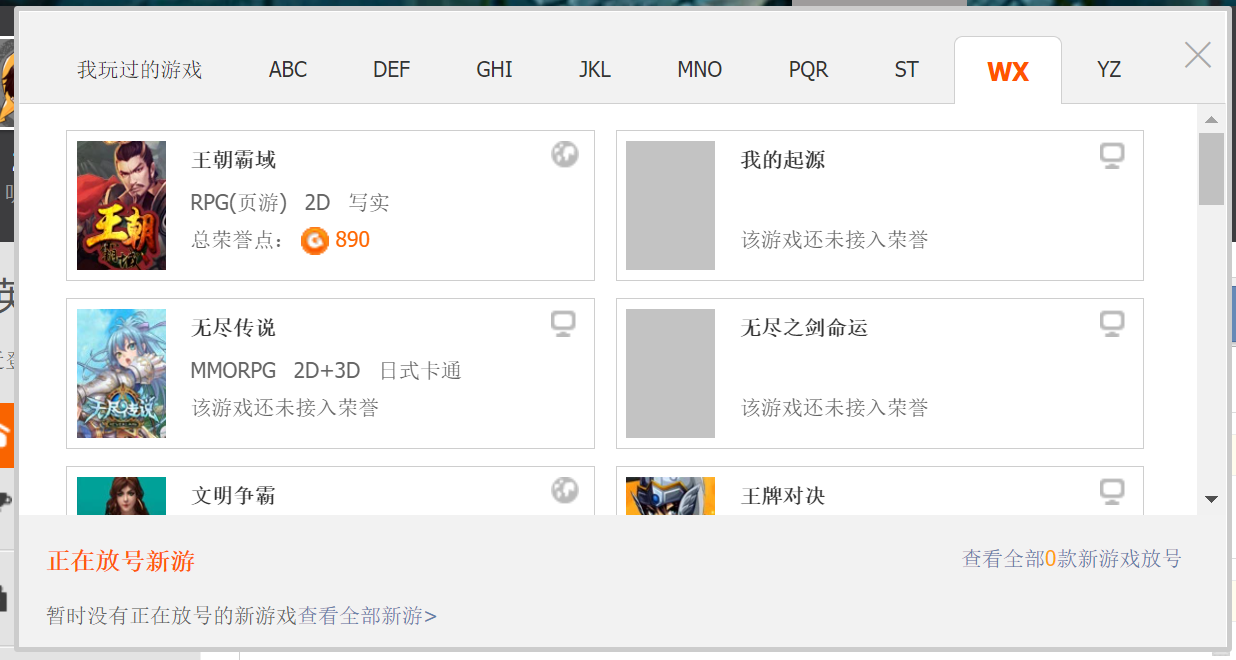 我玩过的游戏 ABC DEF GHI JKL MNO PQR ST WX YZ
王朝霸域
RPG(页游) 2D 写实
总荣誉点： 890
我的起源
该游戏还未接入荣誉
无尽传说
MMORPG 2D+3D 日式卡通
该游戏还未接入荣誉
无尽之剑命运
该游戏还未接入荣誉
文明争霸
王牌对决
正在放号新游
查看全部0款新游戏放号
暂时没有正在放号的新游戏查看全部新游>
王朝
无尽传说